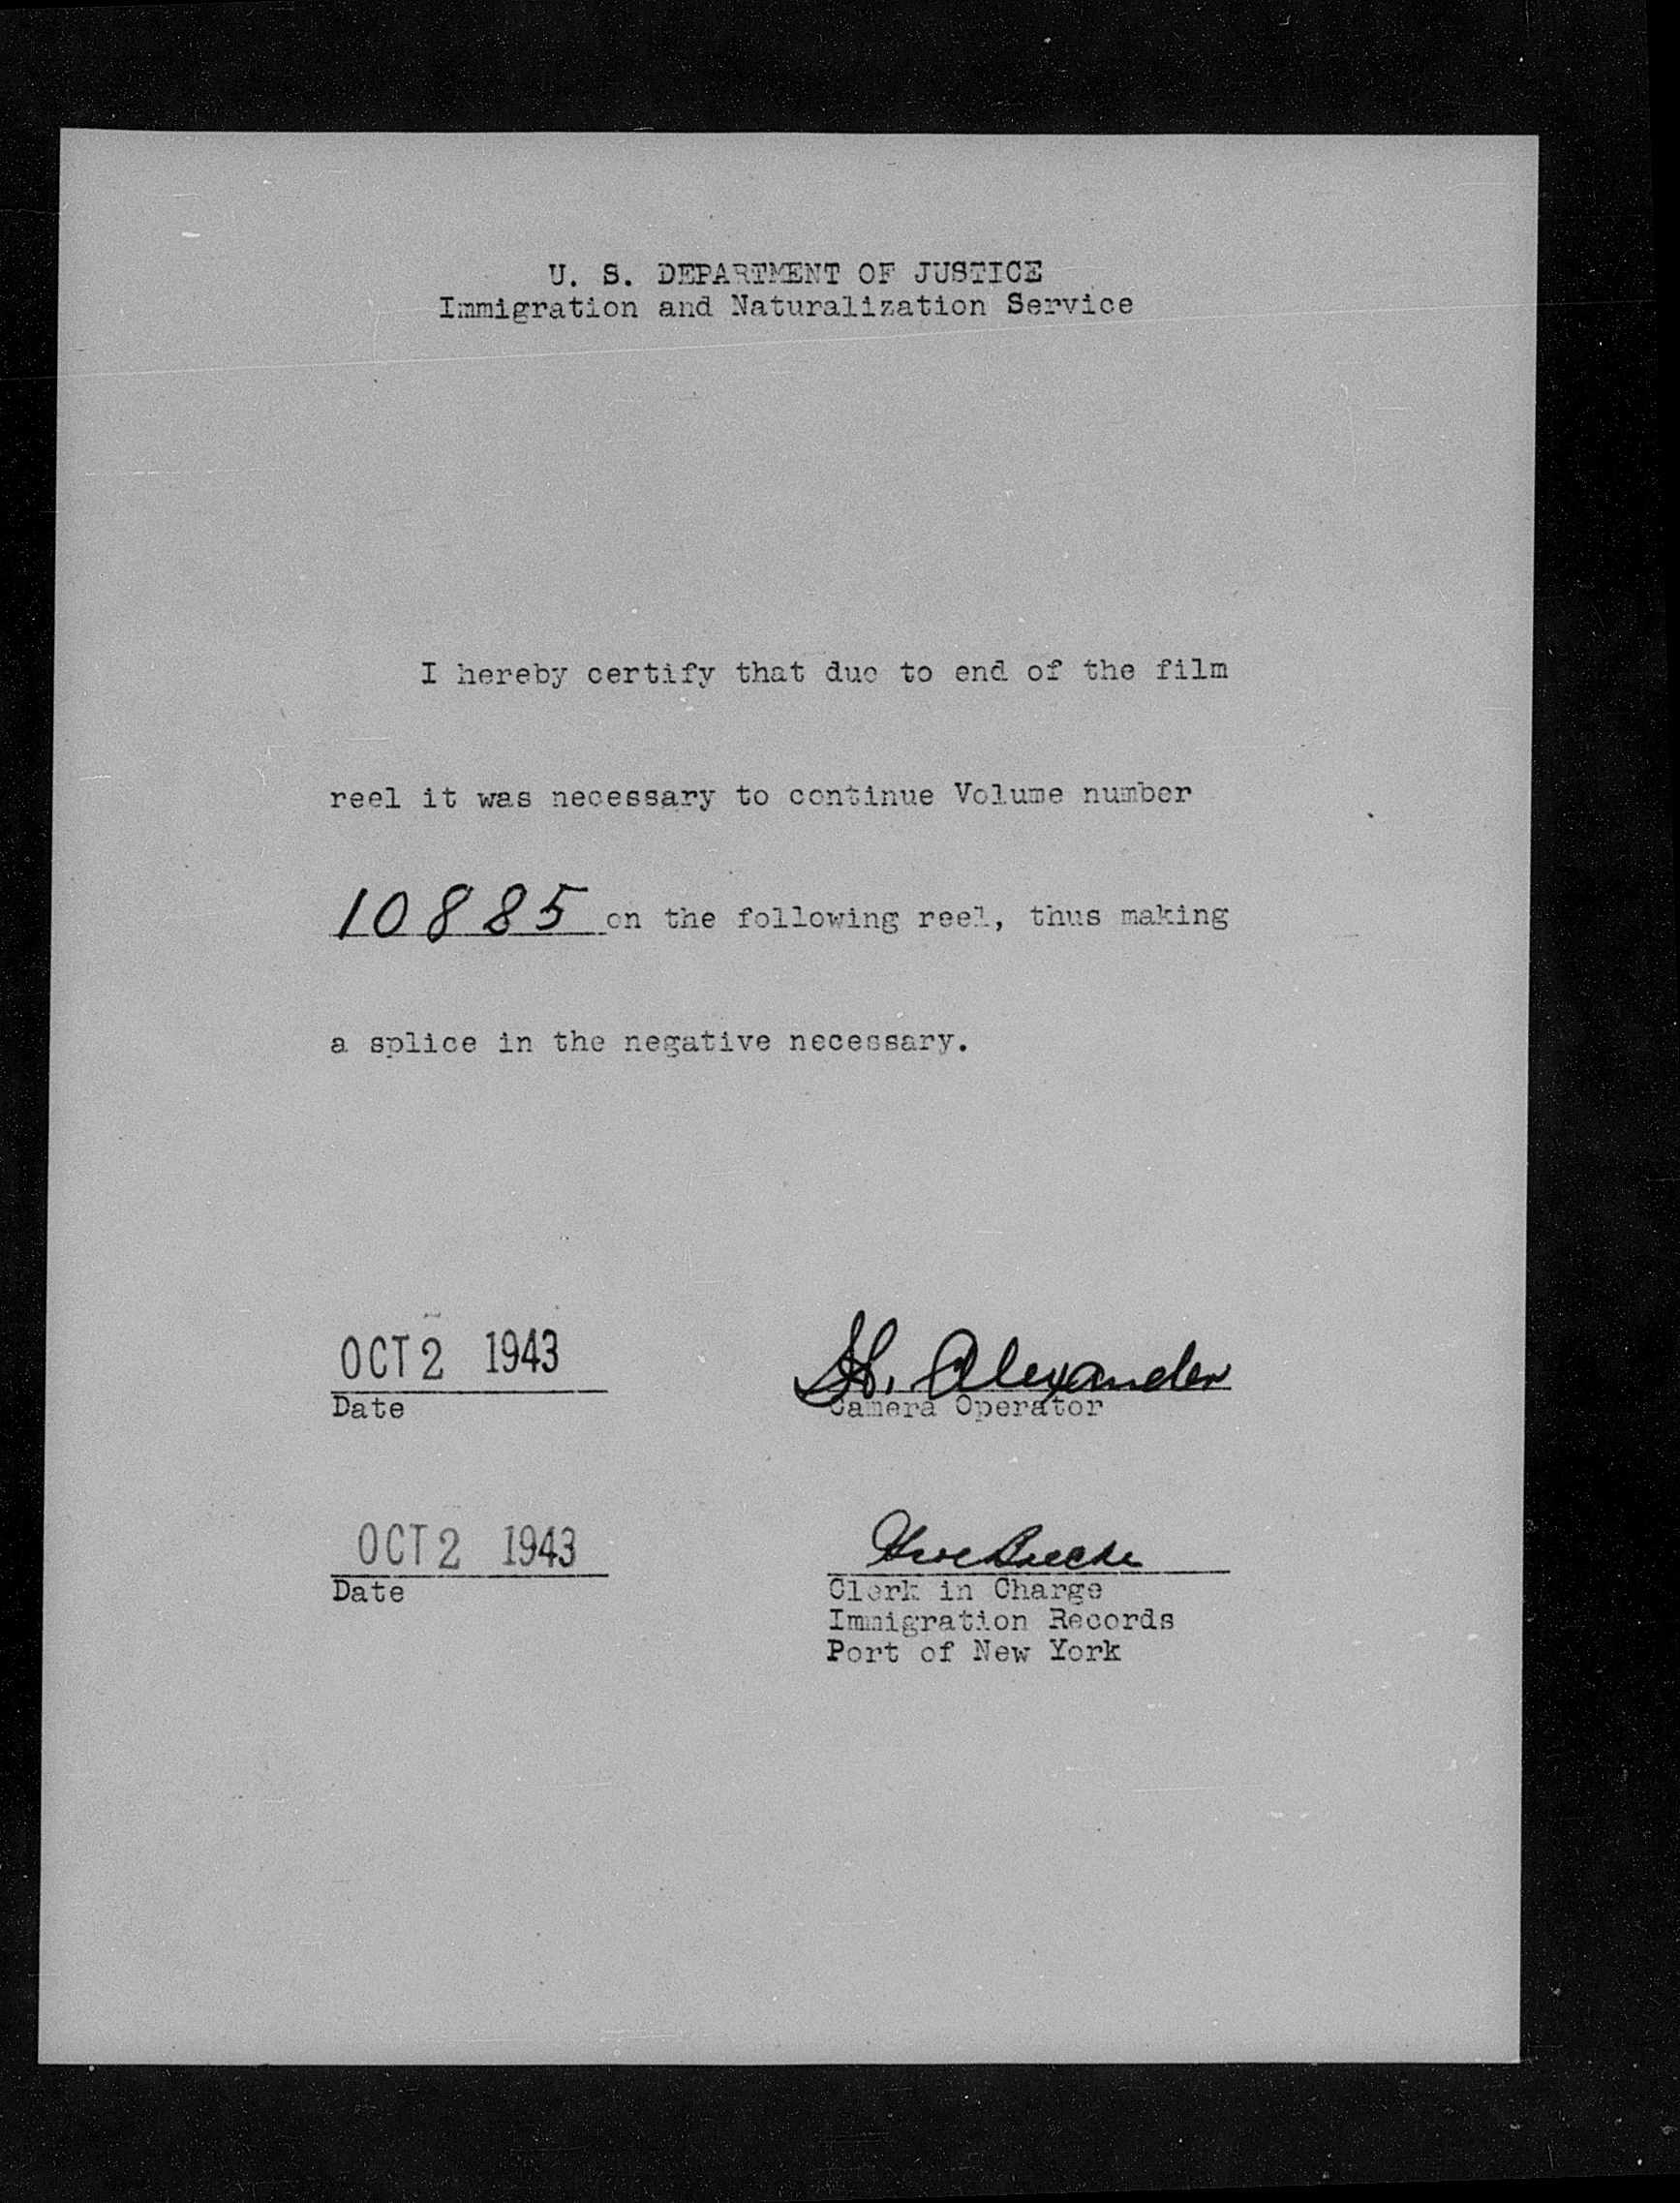 U. S. DEPARTMENT OF JUSTICE
Immigration and Naturalization Service
I hereby certify that due to end of the film
reel it was necessary to continue Volume number
10885 on the following reel, thus making
a splice in the negative necessary.
OCT 2 1943
Date
H. Alexander
Camera Operator
OCT 2 1943
Date
Clerk in Charge
Immigration Records
Port of New York